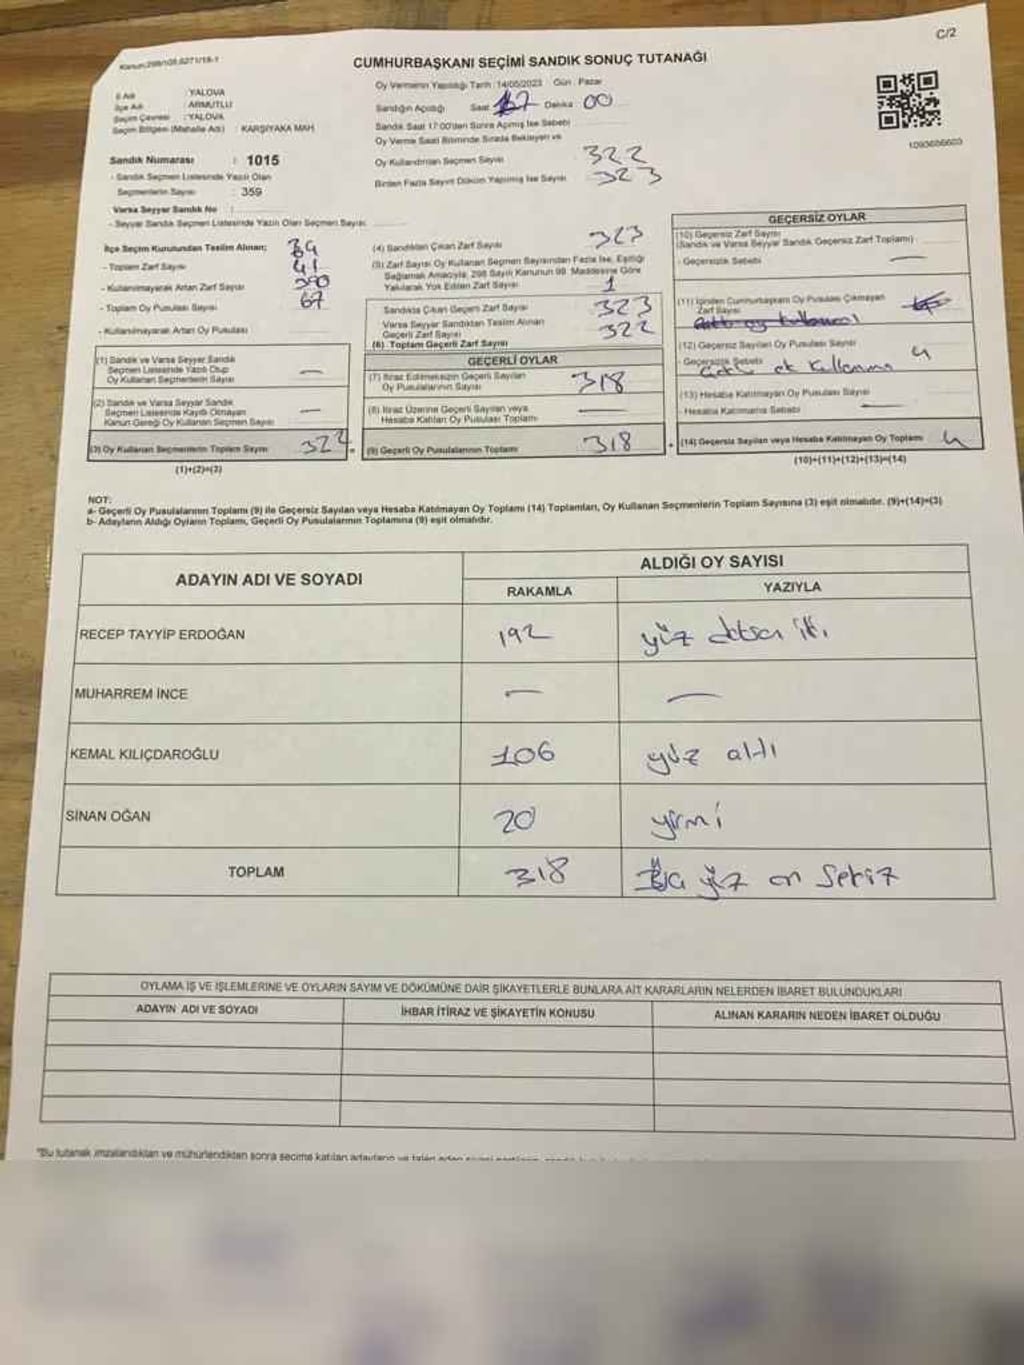 Kanun:298/105,6271/18-1
C/2
CUMHURBAŞKANI SEÇİMİ SANDIK SONUÇ TUTANAĞI
İl Adı : YALOVA
İlçe Adı : ARMUTLU
Seçim Çevresi : YALOVA
Seçim Bölgesi (Mahalle Adı) : KARŞIYAKA MAH.
Oy Vermenin Yapıldığı Tarih : 14/05/2023 Gün : Pazar
Sandığın Açıldığı Saat 17 Dakika 00
Sandık Saat 17:00'den Sonra Açılmış İse Sebebi
Oy Verme Saati Bitiminde Sırada Bekleyen ve
Oy Kullandırılan Seçmen Sayısı 322
Birden Fazla Sayım Döküm Yapılmış İse Sayısı 323
1093656603
Sandık Numarası : 1015
- Sandık Seçmen Listesinde Yazılı Olan
Seçmenlerin Sayısı : 359
Varsa Seyyar Sandık No :
- Seyyar Sandık Seçmen Listesinde Yazılı Olan Seçmen Sayısı:
İlçe Seçim Kurulundan Teslim Alınan;
- Toplam Zarf Sayısı
41
- Kullanılmayarak Artan Zarf Sayısı
- Toplam Oy Pusulası Sayısı 67
- Kullanılmayarak Artan Oy Pusulası
(1) Sandık ve Varsa Seyyar Sandık
Seçmen Listesinde Yazılı Olup
Oy Kullanan Seçmenlerin Sayısı —
(2) Sandık ve Varsa Seyyar Sandık
Seçmen Listesinde Kayıtlı Olmayan
Kanun Gereği Oy Kullanan Seçmen Sayısı —
(3) Oy Kullanan Seçmenlerin Toplam Sayısı 322
(1)+(2)=(3)
(4) Sandıktan Çıkan Zarf Sayısı 323
(5) Zarf Sayısı Oy Kullanan Seçmen Sayısından Fazla İse, Eşitliği
Sağlamak Amacıyla, 298 Sayılı Kanunun 98. Maddesine Göre
Yakılarak Yok Edilen Zarf Sayısı 1
Sandıkta Çıkan Geçerli Zarf Sayısı 323
Varsa Seyyar Sandıktan Teslim Alınan
Geçerli Zarf Sayısı 322
(6) Toplam Geçerli Zarf Sayısı
GEÇERLİ OYLAR
(7) İtiraz Edilmeksizin Geçerli Sayılan
Oy Pusulalarının Sayısı 318
(8) İtiraz Üzerine Geçerli Sayılan veya
Hesaba Katılan Oy Pusulası Toplamı —
(9) Geçerli Oy Pusulalarının Toplamı 318
GEÇERSİZ OYLAR
(10) Geçersiz Zarf Sayısı
(Sandık ve Varsa Beyyar Sandık Geçersiz Zarf Toplamı)
- Geçersizlik Sebebi —
(11) İçinden Cumhurbaşkanı Oy Pusulası Çıkmayan
Zarf Sayısı
(12) Geçersiz Sayılan Oy Pusulası Sayısı 4
- Geçersizlik Sebebi
(13) Hesaba Katılmayan Oy Pusulası Sayısı
- Hesaba Katılmama Sebebi —
(14) Geçersiz Sayılan veya Hesaba Katılmayan Oy Toplamı 4
(10)+(11)+(12)+(13)=(14)
NOT:
a- Geçerli Oy Pusulalarının Toplamı (9) ile Geçersiz Sayılan veya Hesaba Katılmayan Oy Toplamı (14) Toplamları, Oy Kullanan Seçmenlerin Toplam Sayısına (3) eşit olmalıdır. (9)+(14)=(3)
b- Adayların Aldığı Oyların Toplamı, Geçerli Oy Pusulalarının Toplamına (9) eşit olmalıdır.
ADAYIN ADI VE SOYADI
ALDIĞI OY SAYISI
RAKAMLA YAZIYLA
RECEP TAYYİP ERDOĞAN 192 yüz doksan iki
MUHARREM İNCE — —
KEMAL KILIÇDAROĞLU 106 yüz altı
SİNAN OĞAN 20 yirmi
TOPLAM 318 üç yüz on sekiz
OYLAMA İŞ VE İŞLEMLERİNE VE OYLARIN SAYIM VE DÖKÜMÜNE DAİR ŞİKAYETLERLE BUNLARA AİT KARARLARIN NELERDEN İBARET BULUNDUKLARI
ADAYIN ADI VE SOYADI İHBAR İTİRAZ VE ŞİKAYETİN KONUSU ALINAN KARARIN NEDEN İBARET OLDUĞU
"Bu tutanak imzalandıktan ve mühürlendikten sonra seçime katılan adayların ve talep eden siyasi partilerin